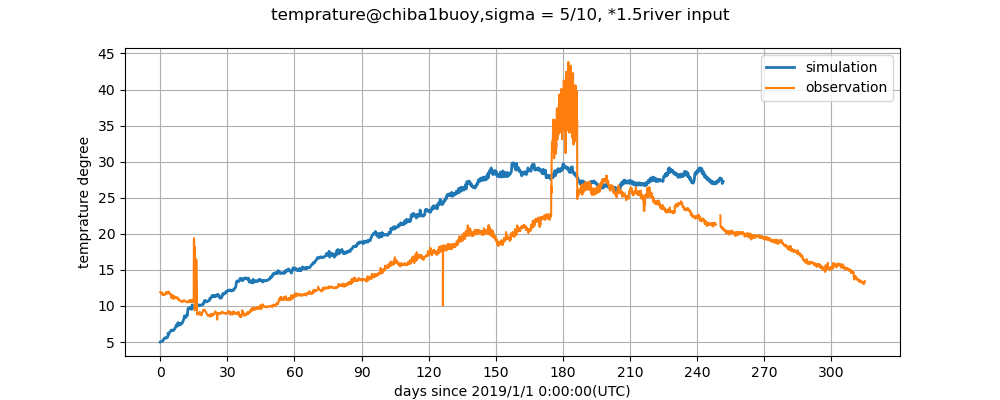 temprature@chiba1buoy,sigma = 5/10, *1.5river input
simulation
observation
temprature degree
45
40
35
30
25
20
15
10
5
0 30 60 90 120 150 180 210 240 270 300
days since 2019/1/1 0:00:00(UTC)